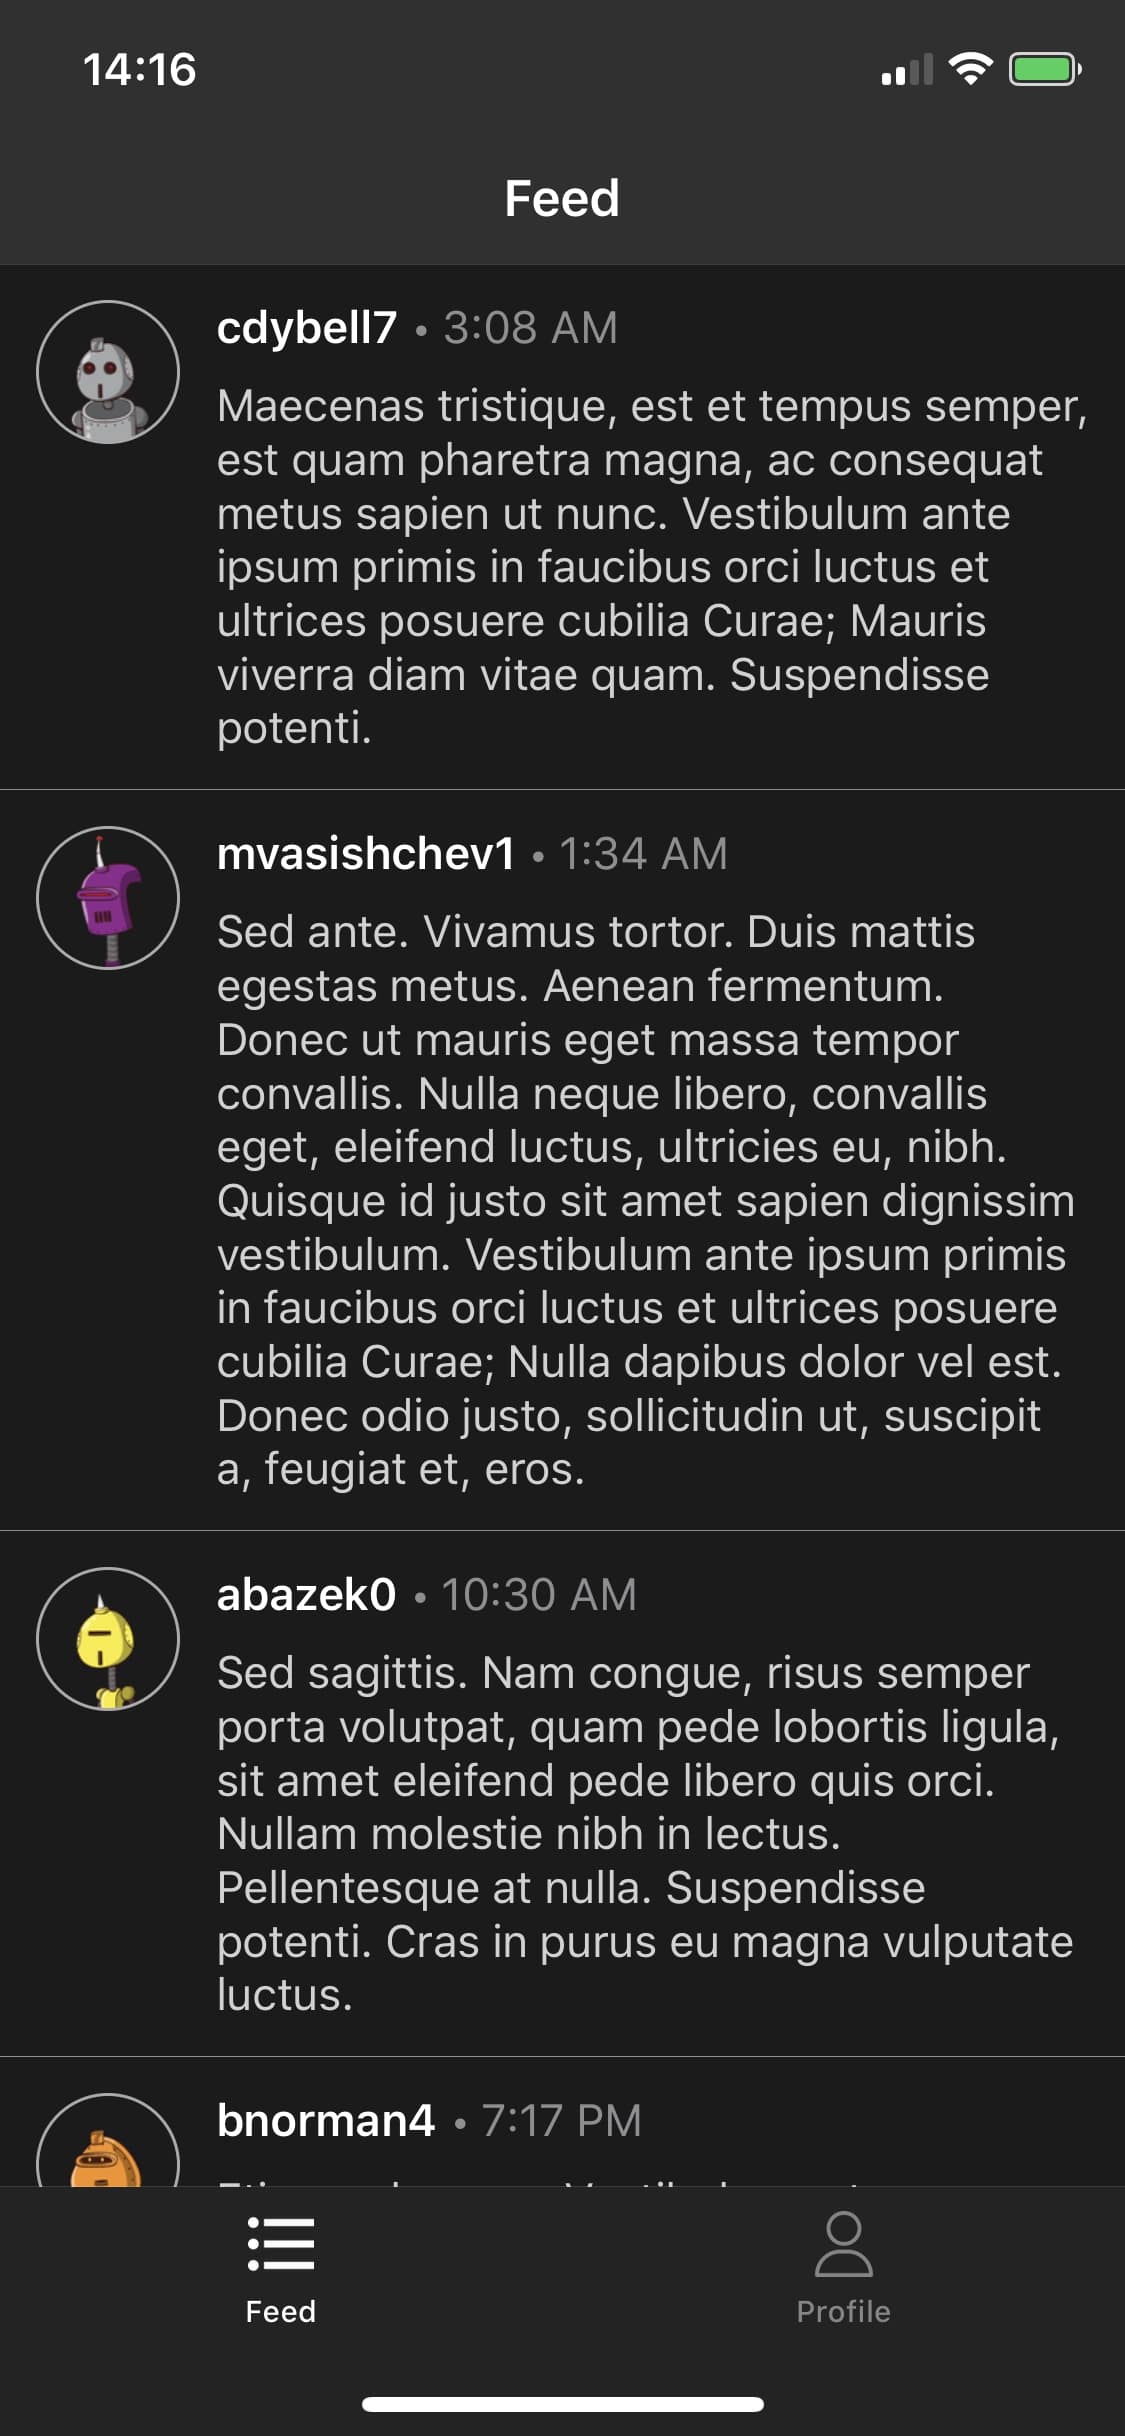 14:16
Feed
cdybell7 • 3:08 AM
Maecenas tristique, est et tempus semper,
est quam pharetra magna, ac consequat
metus sapien ut nunc. Vestibulum ante
ipsum primis in faucibus orci luctus et
ultrices posuere cubilia Curae; Mauris
viverra diam vitae quam. Suspendisse
potenti.
mvasishchev1 • 1:34 AM
Sed ante. Vivamus tortor. Duis mattis
egestas metus. Aenean fermentum.
Donec ut mauris eget massa tempor
convallis. Nulla neque libero, convallis
eget, eleifend luctus, ultricies eu, nibh.
Quisque id justo sit amet sapien dignissim
vestibulum. Vestibulum ante ipsum primis
in faucibus orci luctus et ultrices posuere
cubilia Curae; Nulla dapibus dolor vel est.
Donec odio justo, sollicitudin ut, suscipit
a, feugiat et, eros.
abazek0 • 10:30 AM
Sed sagittis. Nam congue, risus semper
porta volutpat, quam pede lobortis ligula,
sit amet eleifend pede libero quis orci.
Nullam molestie nibh in lectus.
Pellentesque at nulla. Suspendisse
potenti. Cras in purus eu magna vulputate
luctus.
bnorman4 • 7:17 PM
Feed
Profile